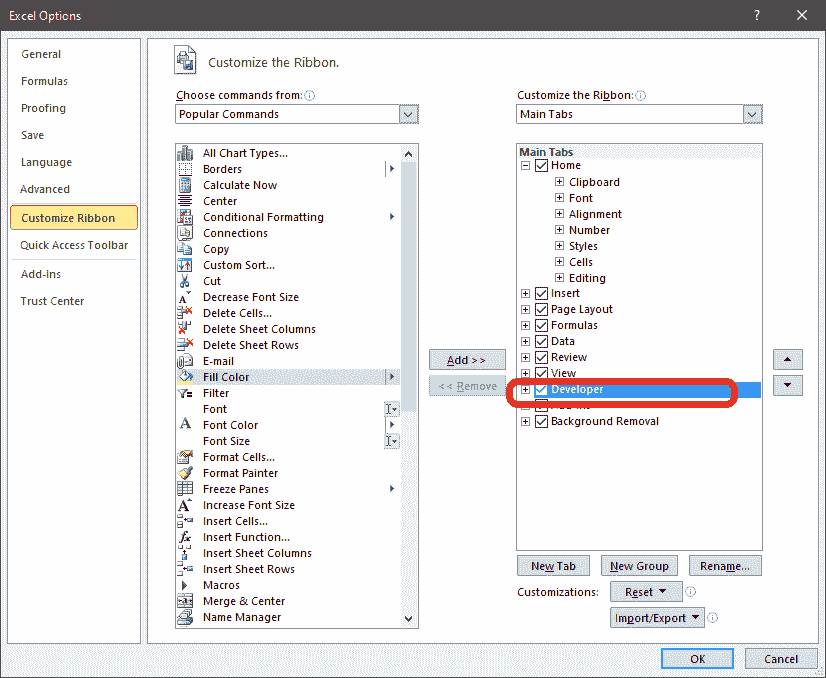 Excel Options
General
Formulas
Proofing
Save
Language
Advanced
Customize Ribbon
Quick Access Toolbar
Add-Ins
Trust Center
Customize the Ribbon.
Choose commands from:
Popular Commands
All Chart Types...
Borders
Calculate Now
Center
Conditional Formatting
Connections
Copy
Custom Sort...
Cut
Decrease Font Size
Delete Cells...
Delete Sheet Columns
Delete Sheet Rows
E-mail
Fill Color
Filter
Font
Font Color
Font Size
Format Cells...
Format Painter
Freeze Panes
Increase Font Size
Insert Cells...
Insert Function...
Insert Sheet Columns
Insert Sheet Rows
Macros
Merge & Center
Name Manager
Add >>
<< Remove
Customize the Ribbon:
Main Tabs
Main Tabs
Home
Clipboard
Font
Alignment
Number
Styles
Cells
Editing
Insert
Page Layout
Formulas
Data
Review
View
Developer
Background Removal
New Tab New Group Rename...
Customizations: Reset
Import/Export
OK Cancel